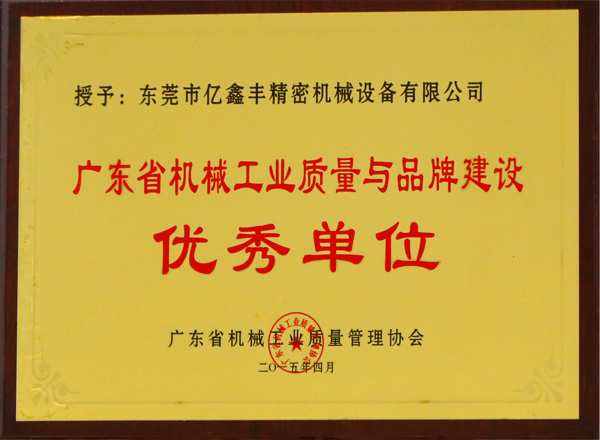 授予：东莞市亿鑫丰精密机械设备有限公司
广东省机械工业质量与品牌建设
优秀单位
广东省机械工业质量管理协会
二〇一五年四月